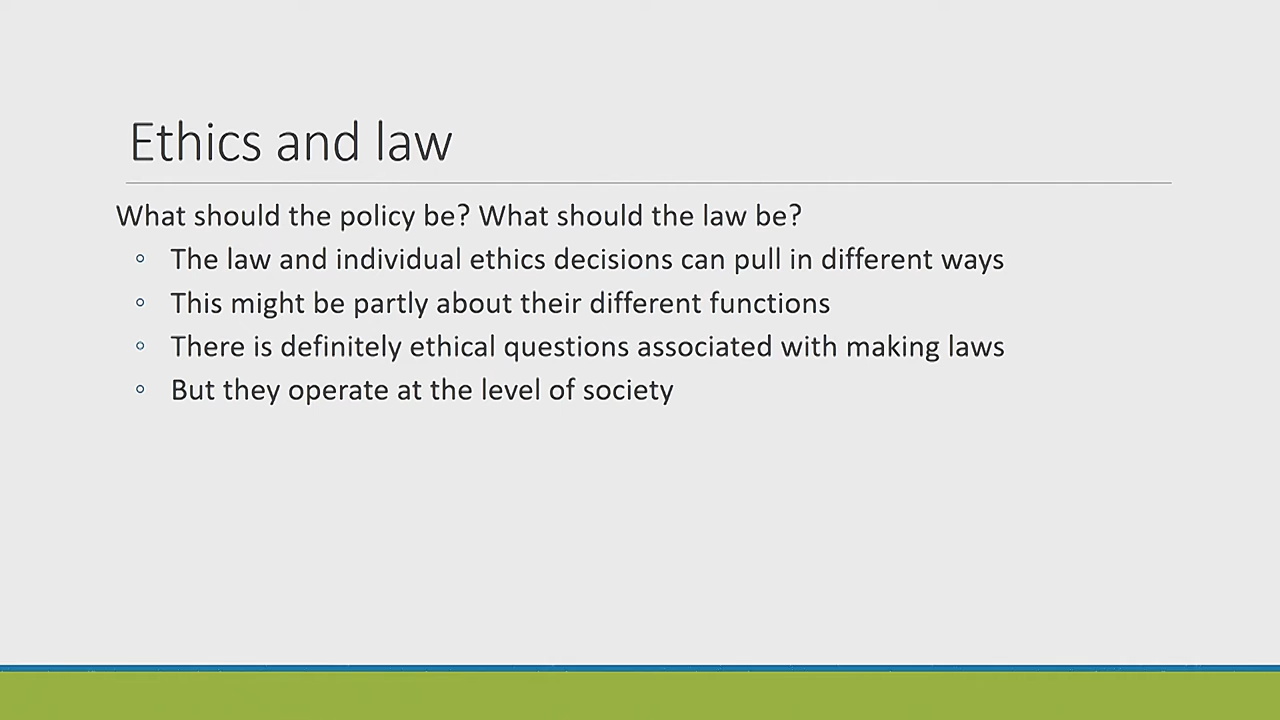 Ethics and law
What should the policy be? What should the law be?
◦ The law and individual ethics decisions can pull in different ways
◦ This might be partly about their different functions
◦ There is definitely ethical questions associated with making laws
◦ But they operate at the level of society